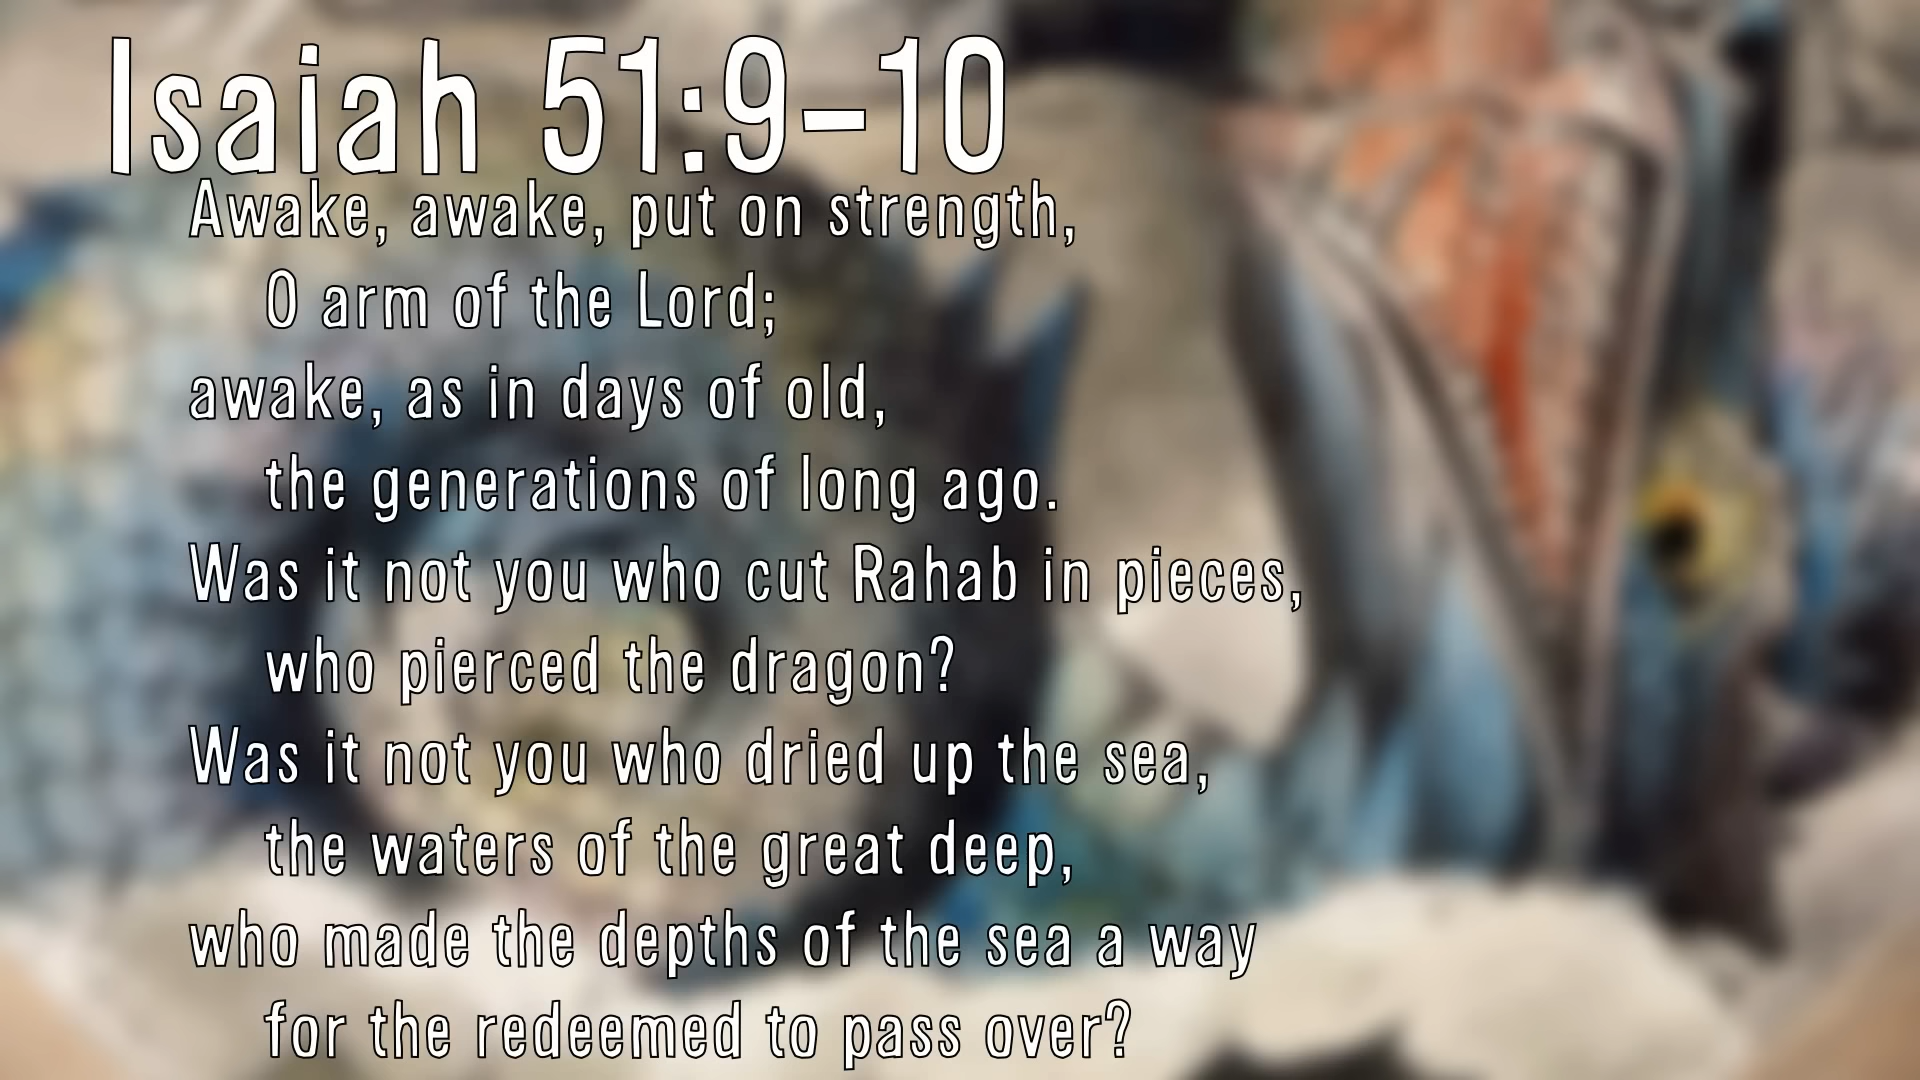 Isaiah 51:9–10
Awake, awake, put on strength,
O arm of the Lord;
awake, as in days of old,
the generations of long ago.
Was it not you who cut Rahab in pieces,
who pierced the dragon?
Was it not you who dried up the sea,
the waters of the great deep,
who made the depths of the sea a way
for the redeemed to pass over?